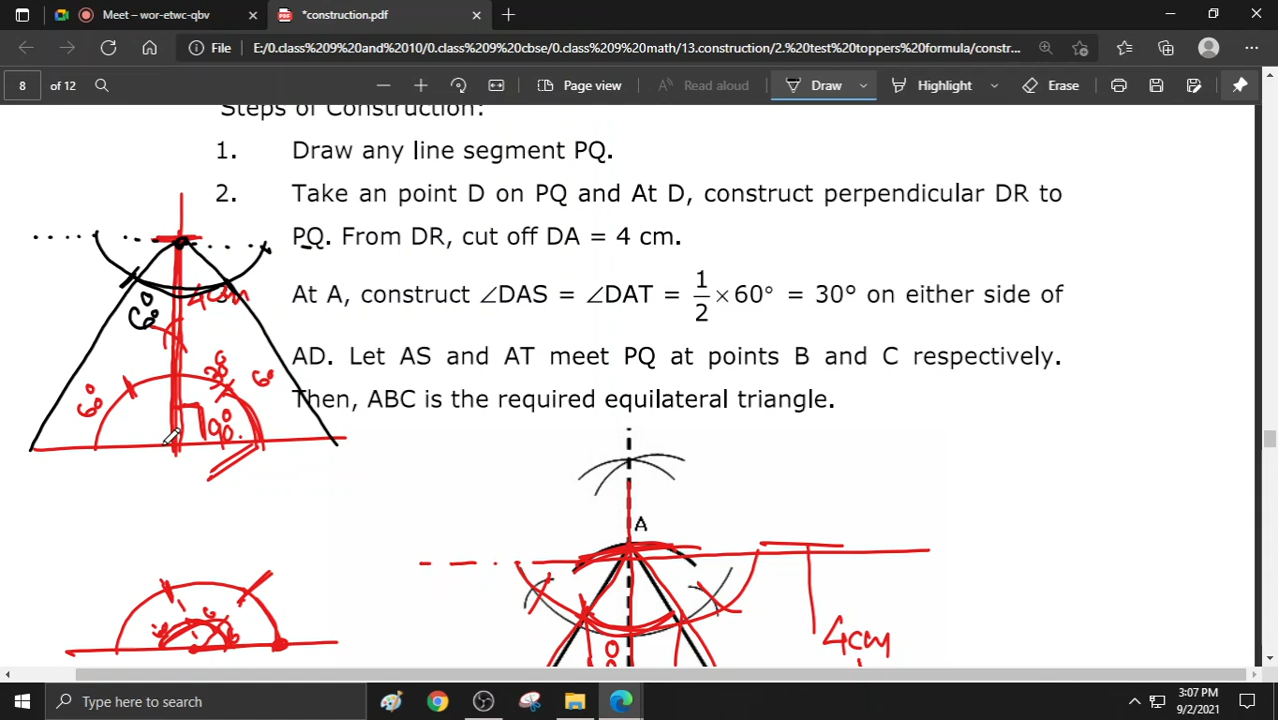 Meet – wor-etwc-qbv
*construction.pdf
File
E:/0.class%209%20and%2010/0.class%209%20cbse/0.class%209%20math/13.construction/2.%20test%20toppers%20formula/constr...
8 of 12
Page view
Read aloud
Draw
Highlight
Erase
Steps of Construction:
1. Draw any line segment PQ.
2. Take an point D on PQ and At D, construct perpendicular DR to
PQ. From DR, cut off DA = 4 cm.
At A, construct ∠DAS = ∠DAT = 1/2 × 60° = 30° on either side of
AD. Let AS and AT meet PQ at points B and C respectively.
Then, ABC is the required equilateral triangle.
4cm
60°
60°
30
60
90°
A
4cm
Type here to search
3:07 PM
9/2/2021